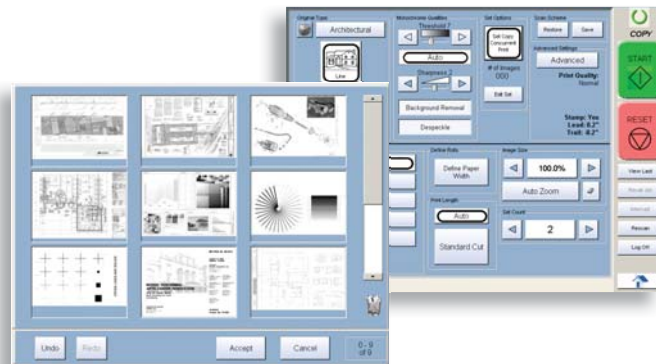 Original Type
Architectural
Line
Monochrome Qualities
Threshold 7
Auto
Sharpness 2
Background Removal
Despeckle
Set Options
Set Copy
Concurrent
Print
# of Images
000
Edit Set
Scan Scheme
Restore
Save
Advanced Settings
Advanced
Print Quality:
Normal
Stamp: You
Lead: 0.2"
Trail: -0.2"
COPY
START
RESET
View Last
Recall Job
Interrupt
Rescan
Log Off
Define Rolls
Define Paper
Width
Print Length
Auto
Standard Cut
Image Size
100.0%
Auto Zoom
Set Count
2
Undo
Redo
Accept
Cancel
0 - 9
of 9